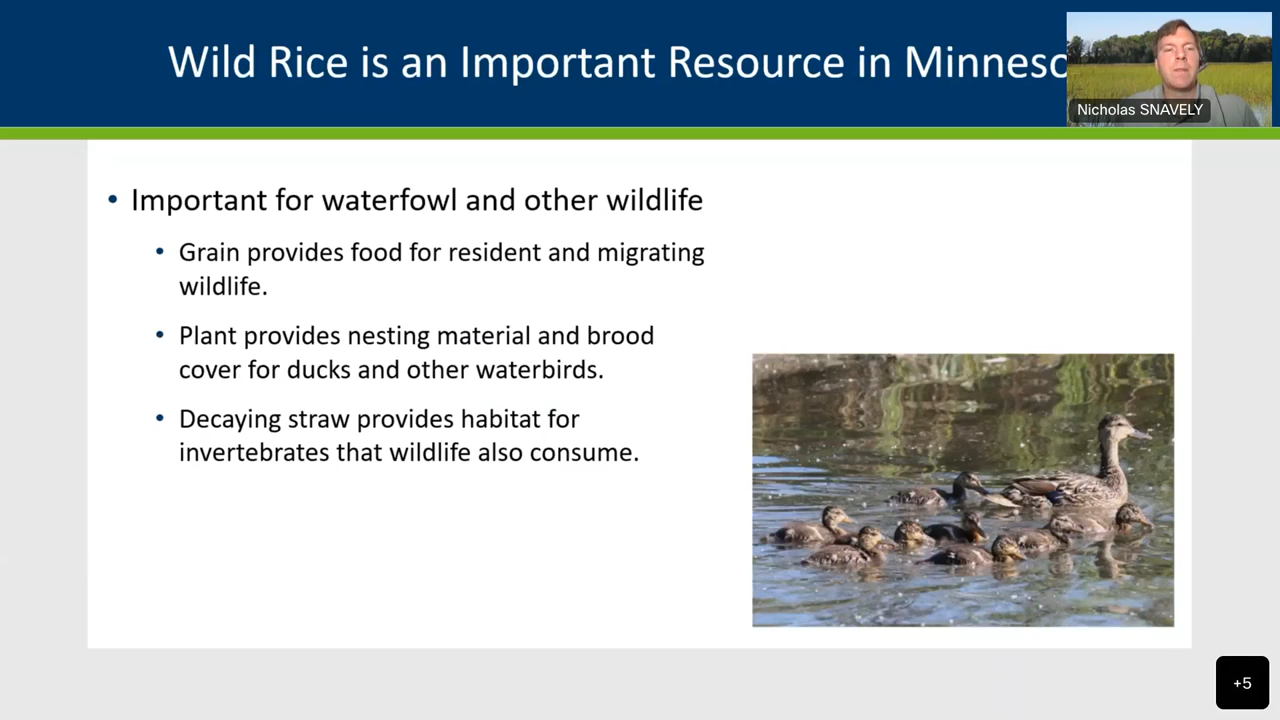 Wild Rice is an Important Resource in Minneso
Nicholas SNAVELY
• Important for waterfowl and other wildlife
• Grain provides food for resident and migrating
wildlife.
• Plant provides nesting material and brood
cover for ducks and other waterbirds.
• Decaying straw provides habitat for
invertebrates that wildlife also consume.
+5